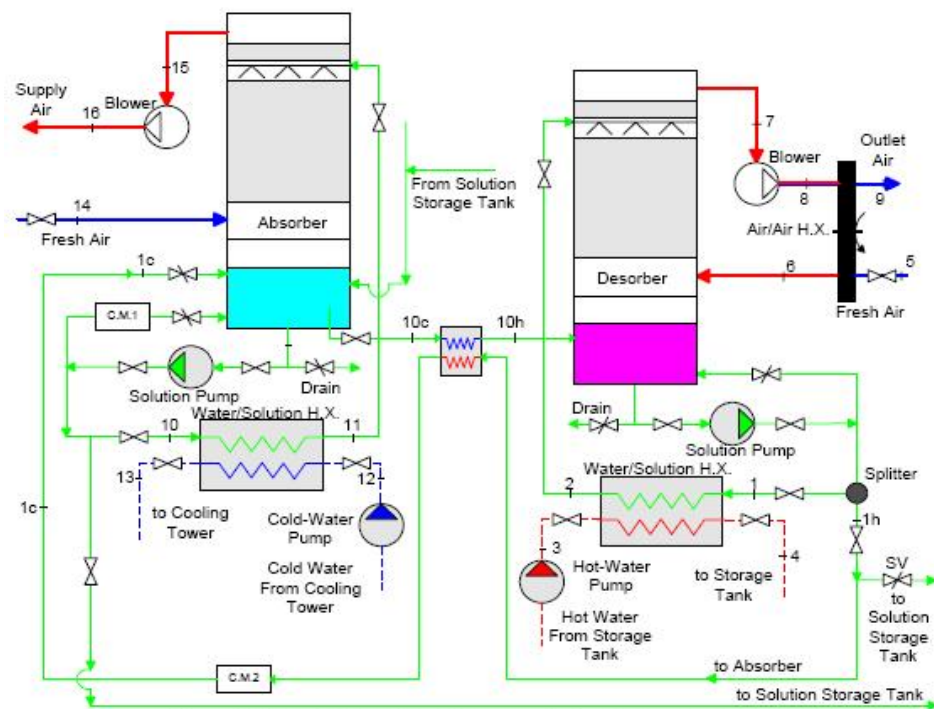 15
Supply
Air
16
Blower
7
Blower
Outlet
Air
From Solution
Storage Tank
8
9
14
Fresh Air
Absorber
Air/Air H.X.
1c
Desorber
6
5
Fresh Air
C.M.1
10c
10h
Solution Pump
Drain
Water/Solution H.X.
10
11
Drain
Solution Pump
Water/Solution H.X.
Splitter
13
12
2
1
1h
1c
to Cooling
Tower
Cold-Water
Pump
Cold Water
From Cooling
Tower
3
Hot-Water
Pump
Hot Water
From Storage
Tank
4
to Storage
Tank
SV
to
Solution
Storage
Tank
C.M.2
to Absorber
to Solution Storage Tank